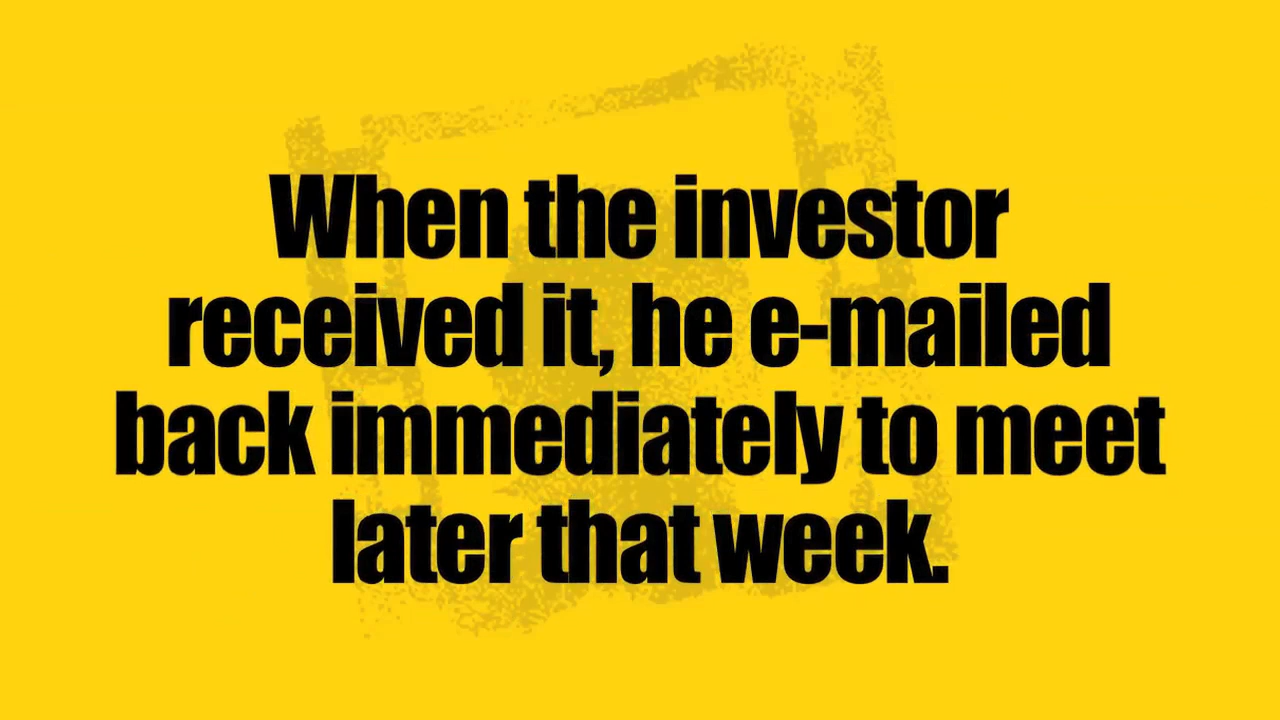 When the investor
received it, he e-mailed
back immediately to meet
later that week.